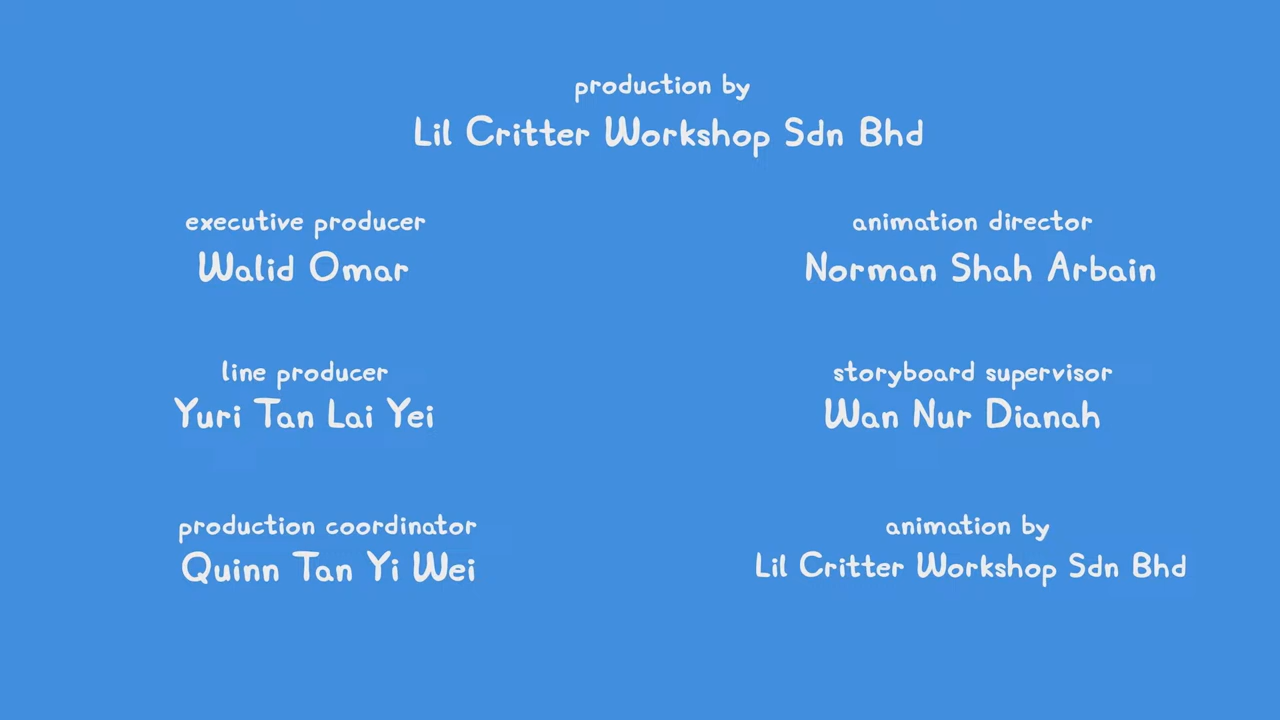 production by
Lil Critter Workshop Sdn Bhd
executive producer
Walid Omar
line producer
Yuri Tan Lai Yei
production coordinator
Quinn Tan Yi Wei
animation director
Norman Shah Arbain
storyboard supervisor
Wan Nur Dianah
animation by
Lil Critter Workshop Sdn Bhd